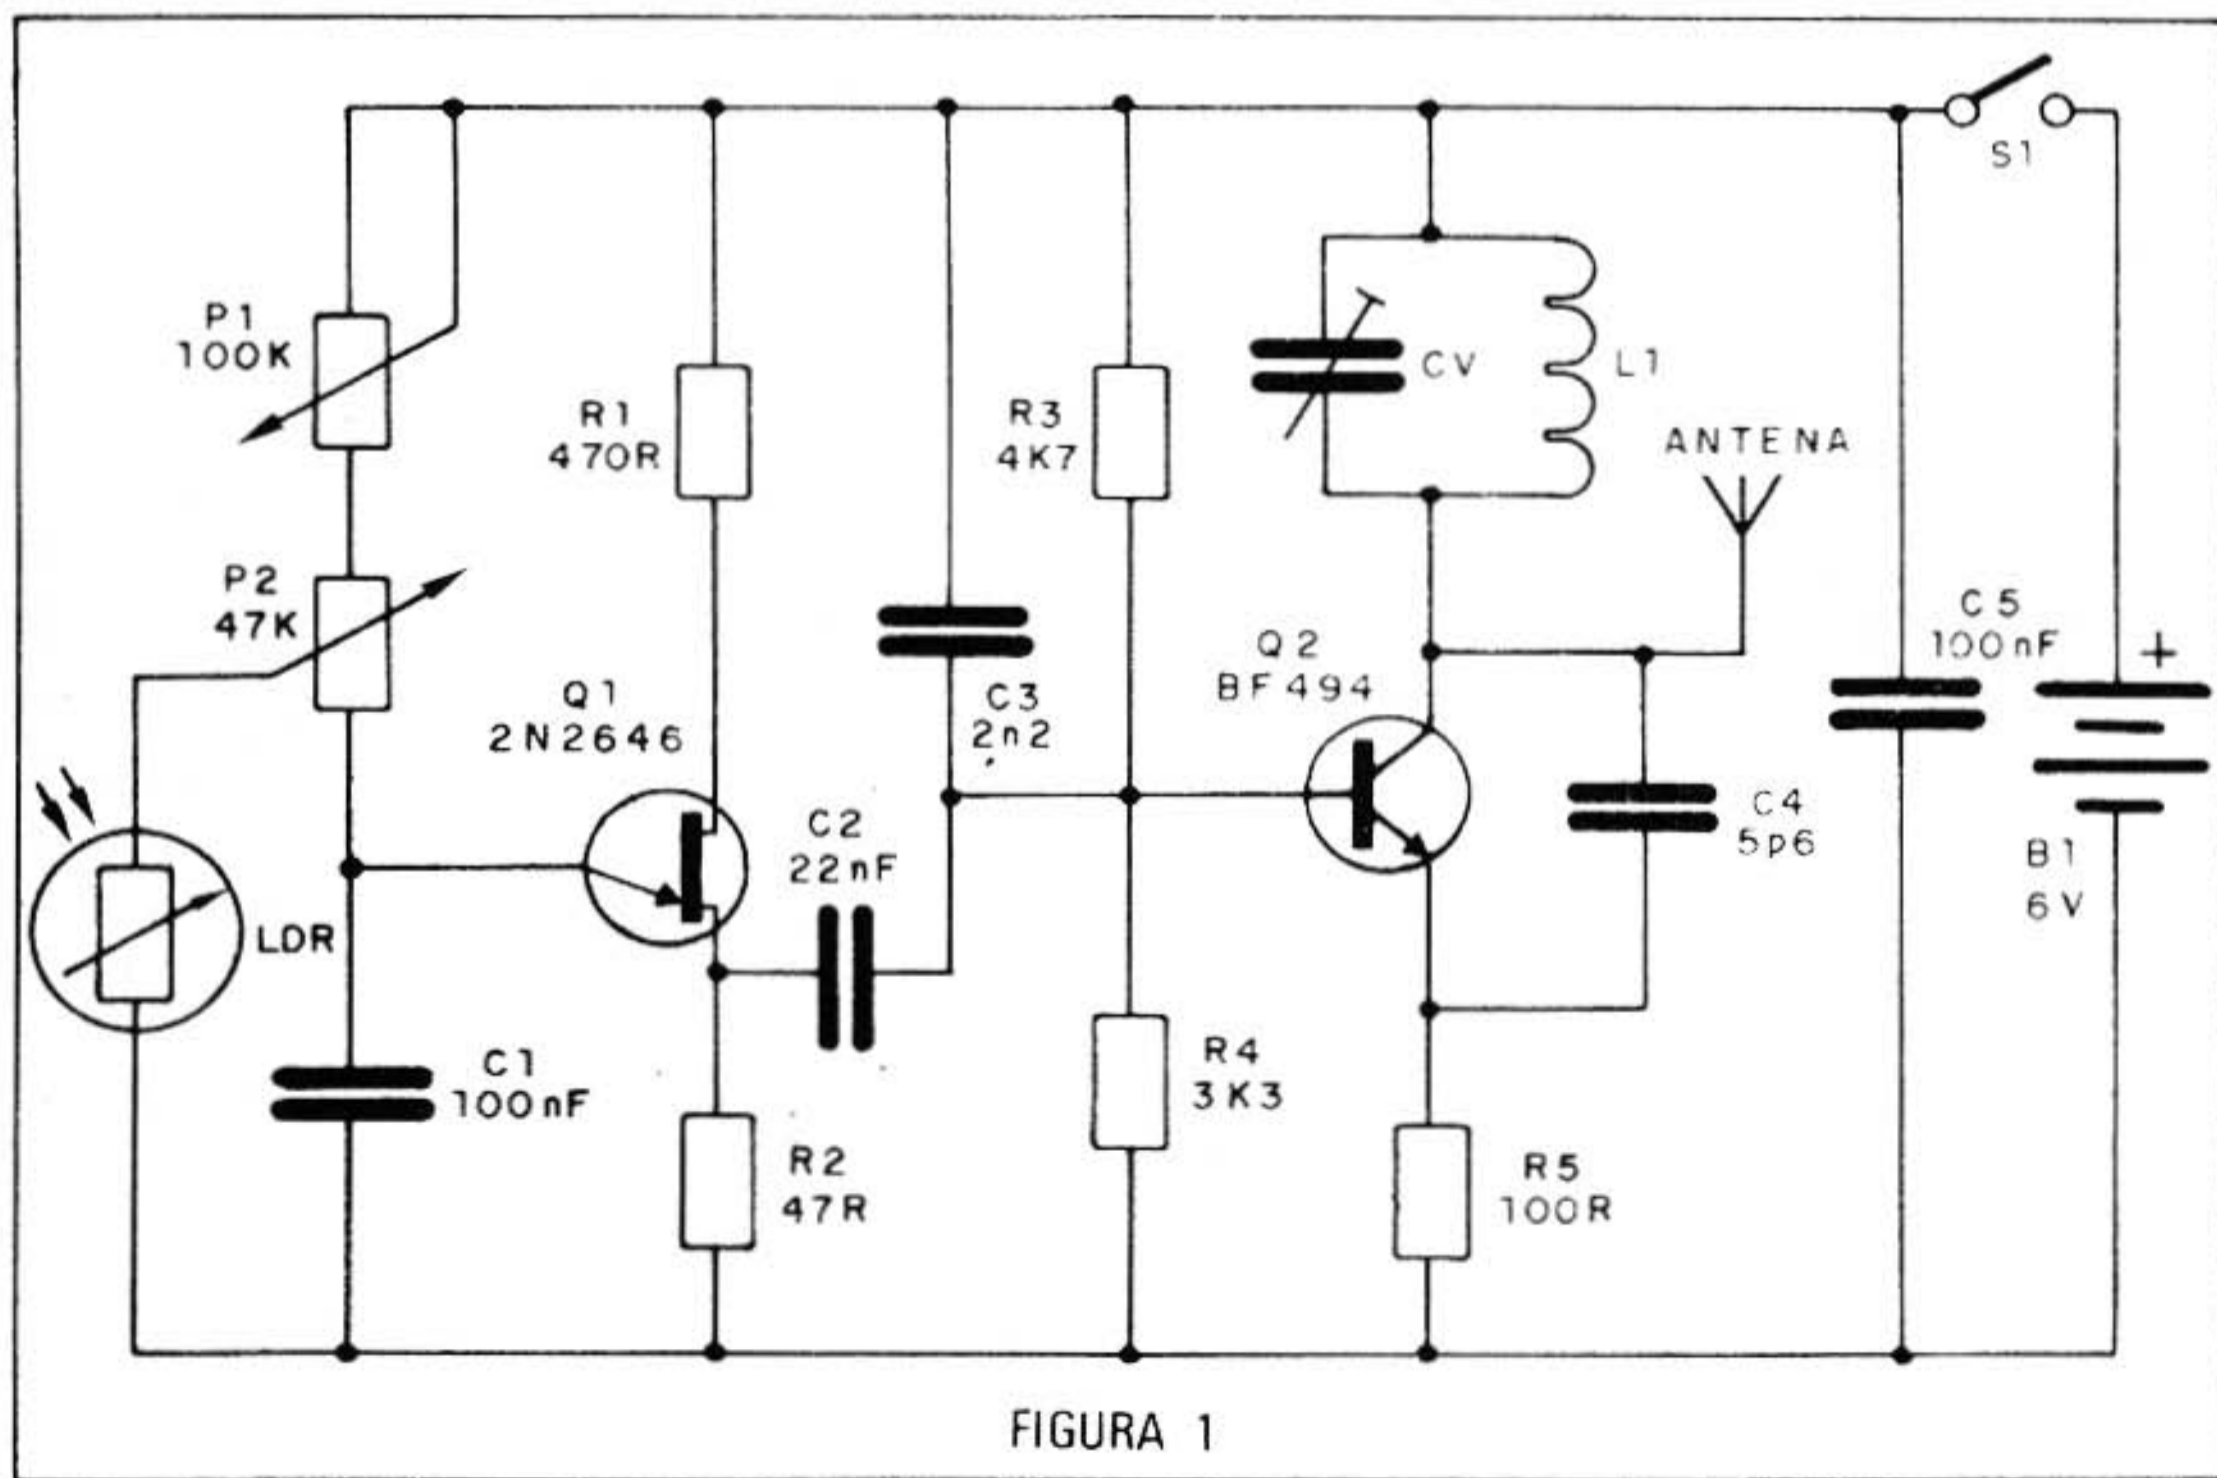 S1
P1
100K
R1
470R
R3
4K7
CV
L1
ANTENA
P2
47K
Q1
2N2646
C3
2n2
Q2
BF494
C5
100nF
+
C2
22nF
C4
5p6
B1
6V
LDR
C1
100nF
R4
3K3
R2
47R
R5
100R
FIGURA 1